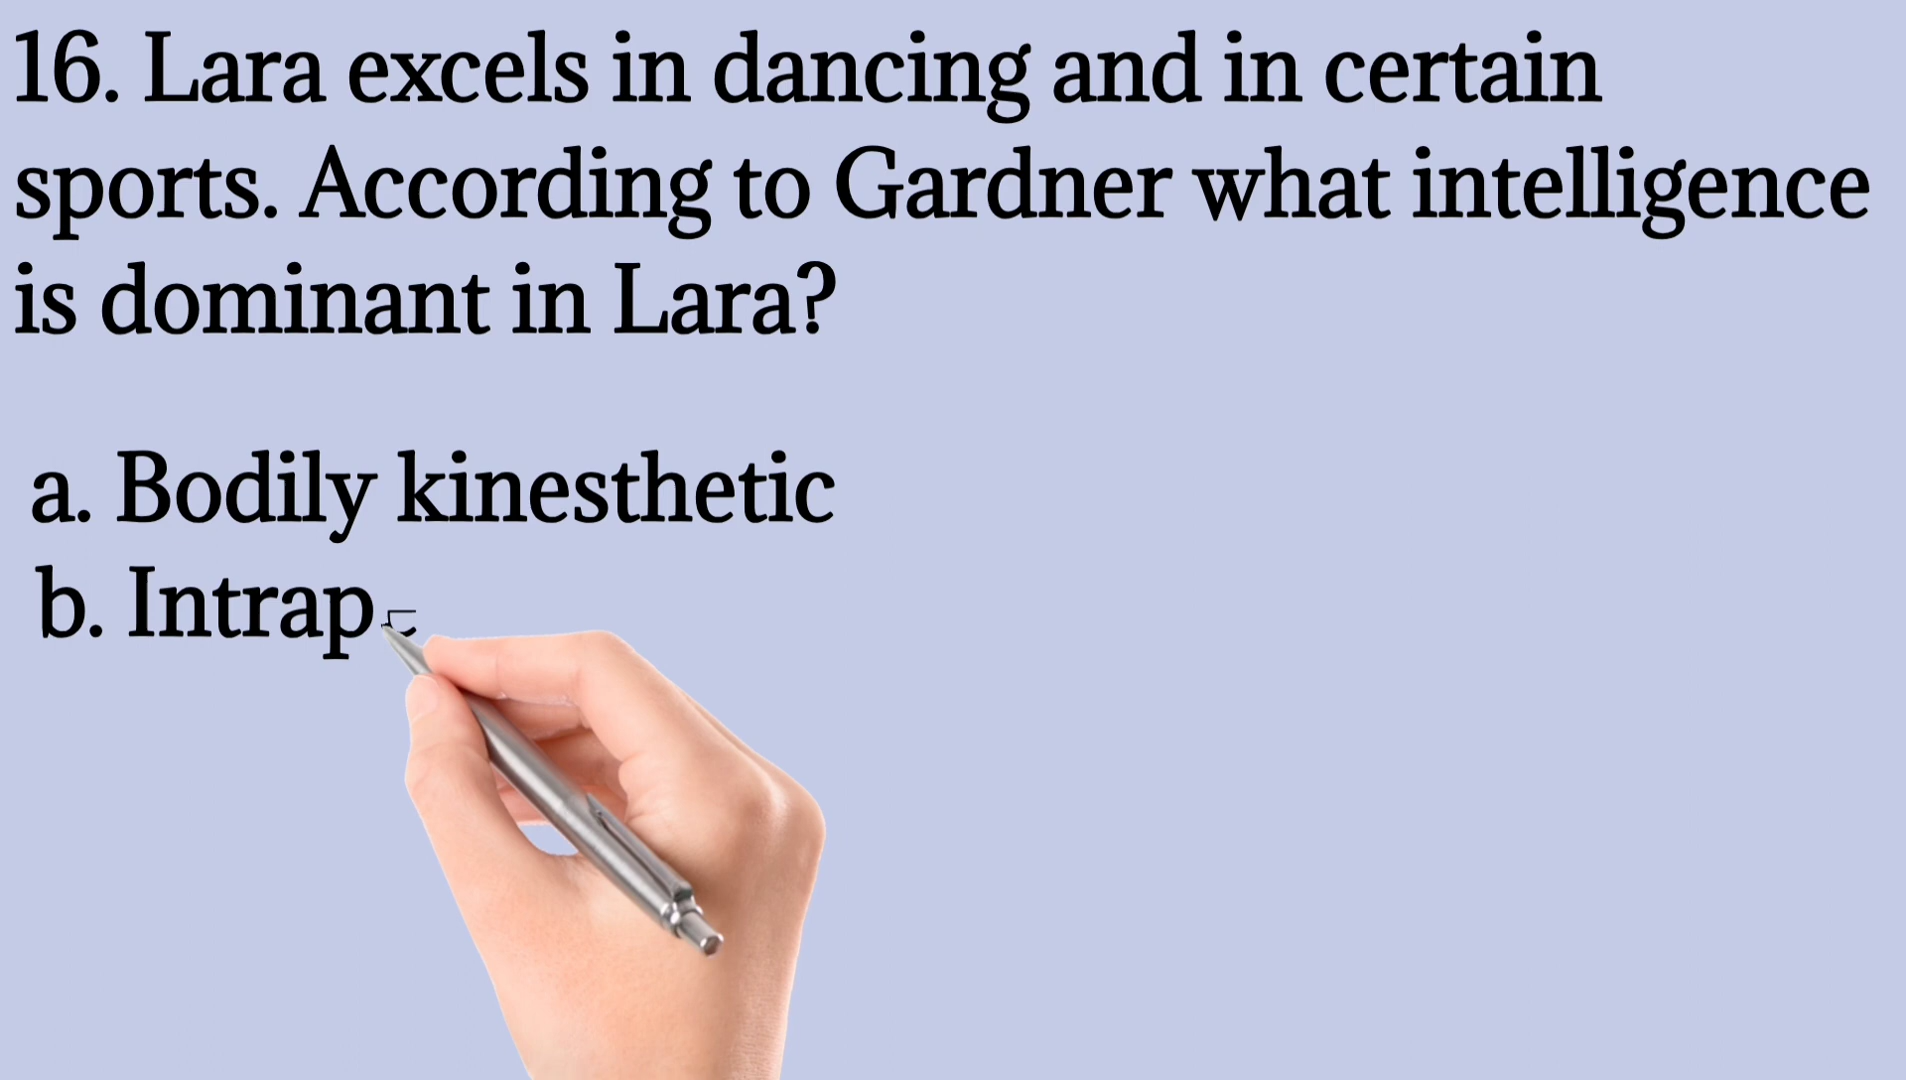 16. Lara excels in dancing and in certain
sports. According to Gardner what intelligence
is dominant in Lara?
a. Bodily kinesthetic
b. Intrap